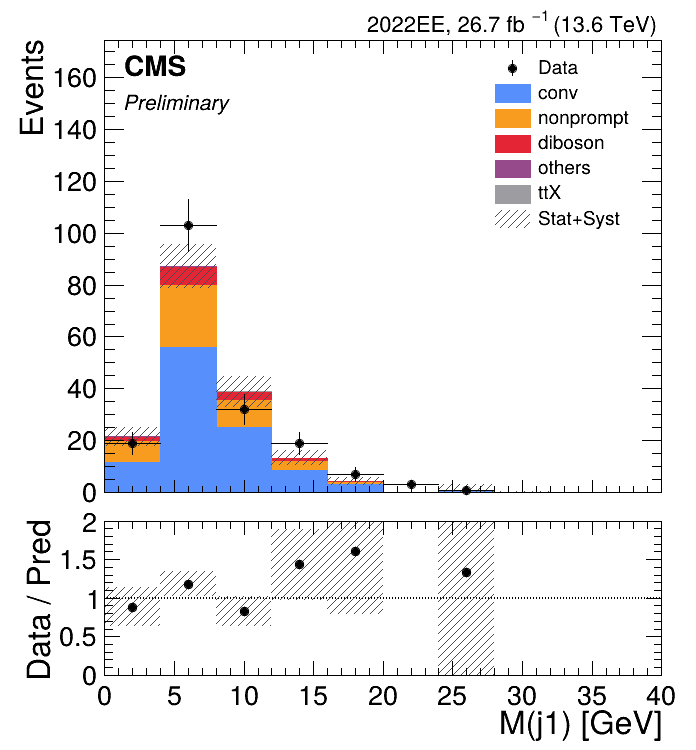 2022EE, 26.7 fb⁻¹ (13.6 TeV)
CMS
Preliminary
Events
160
140
120
100
80
60
40
20
0
Data
conv
nonprompt
diboson
others
ttX
Stat+Syst
Data / Pred
2
1.5
1
0.5
0
0 5 10 15 20 25 30 35 40
M(j1) [GeV]